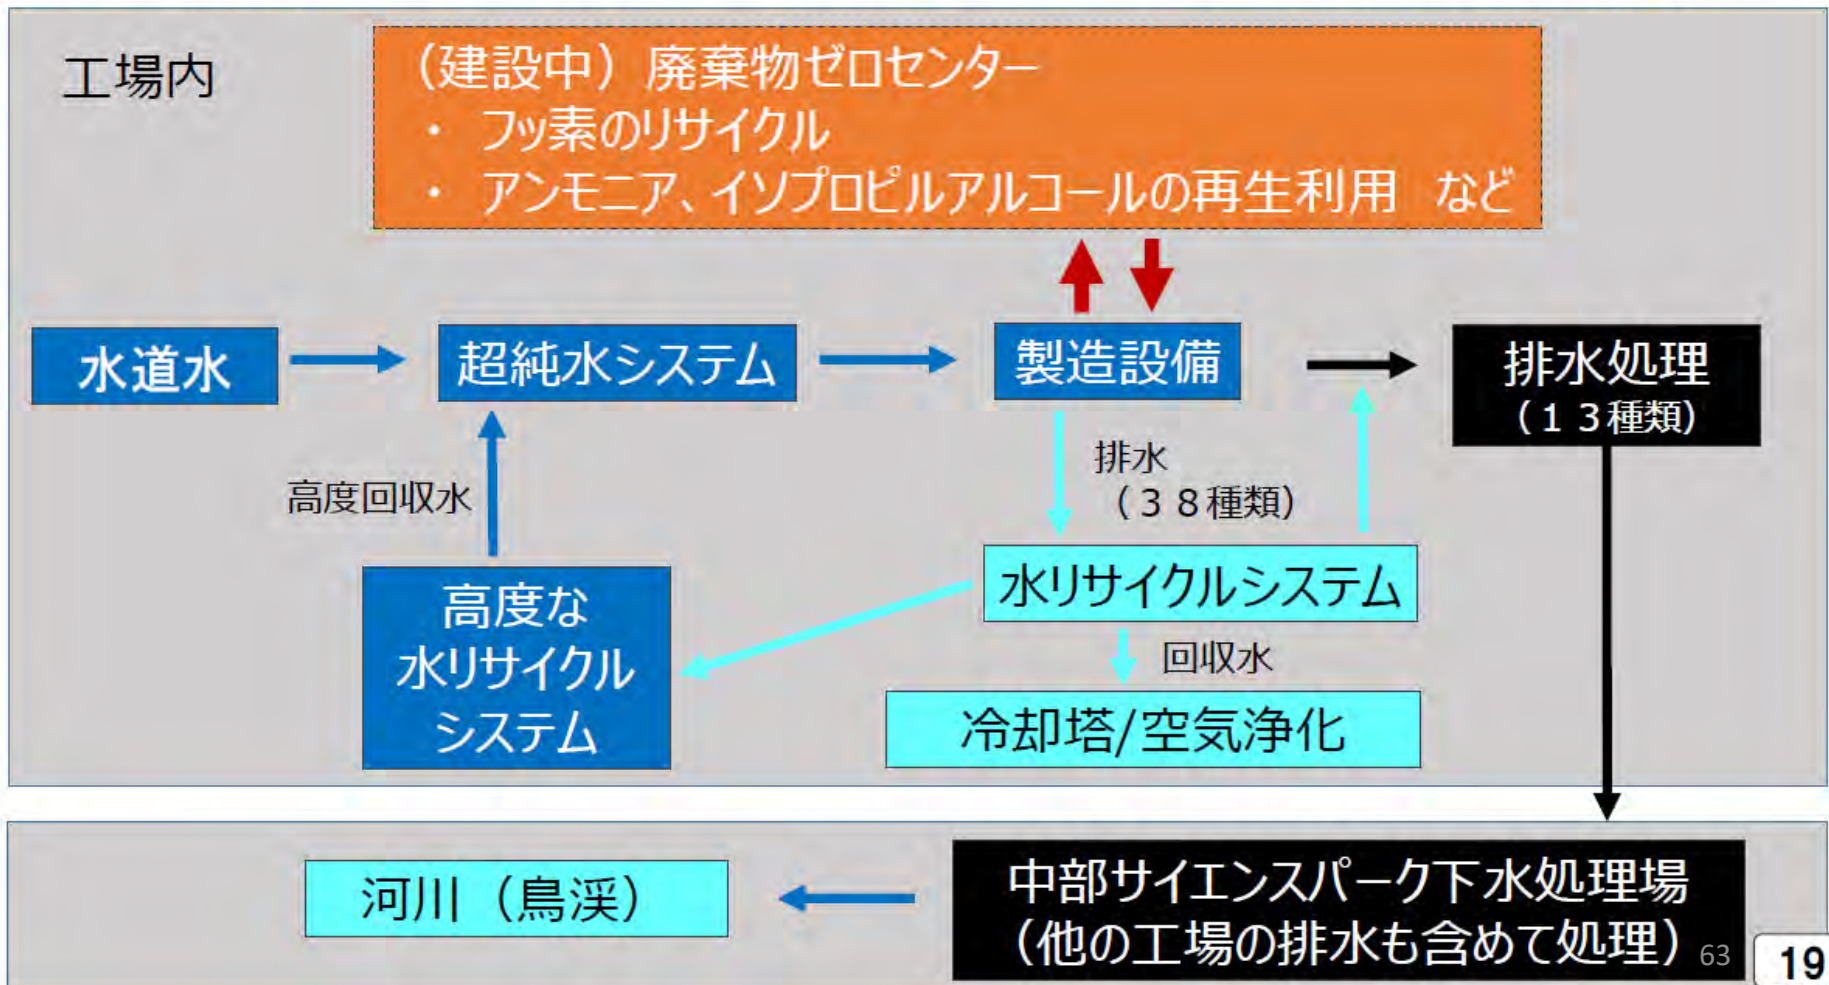 工場内
（建設中）廃棄物ゼロセンター
・ フッ素のリサイクル
・ アンモニア、イソプロピルアルコールの再生利用 など
水道水
超純水システム
製造設備
排水処理
（１３種類）
高度回収水
排水
（３８種類）
高度な
水リサイクル
システム
水リサイクルシステム
回収水
冷却塔/空気浄化
河川（鳥渓）
中部サイエンスパーク下水処理場
（他の工場の排水も含めて処理）
63
19